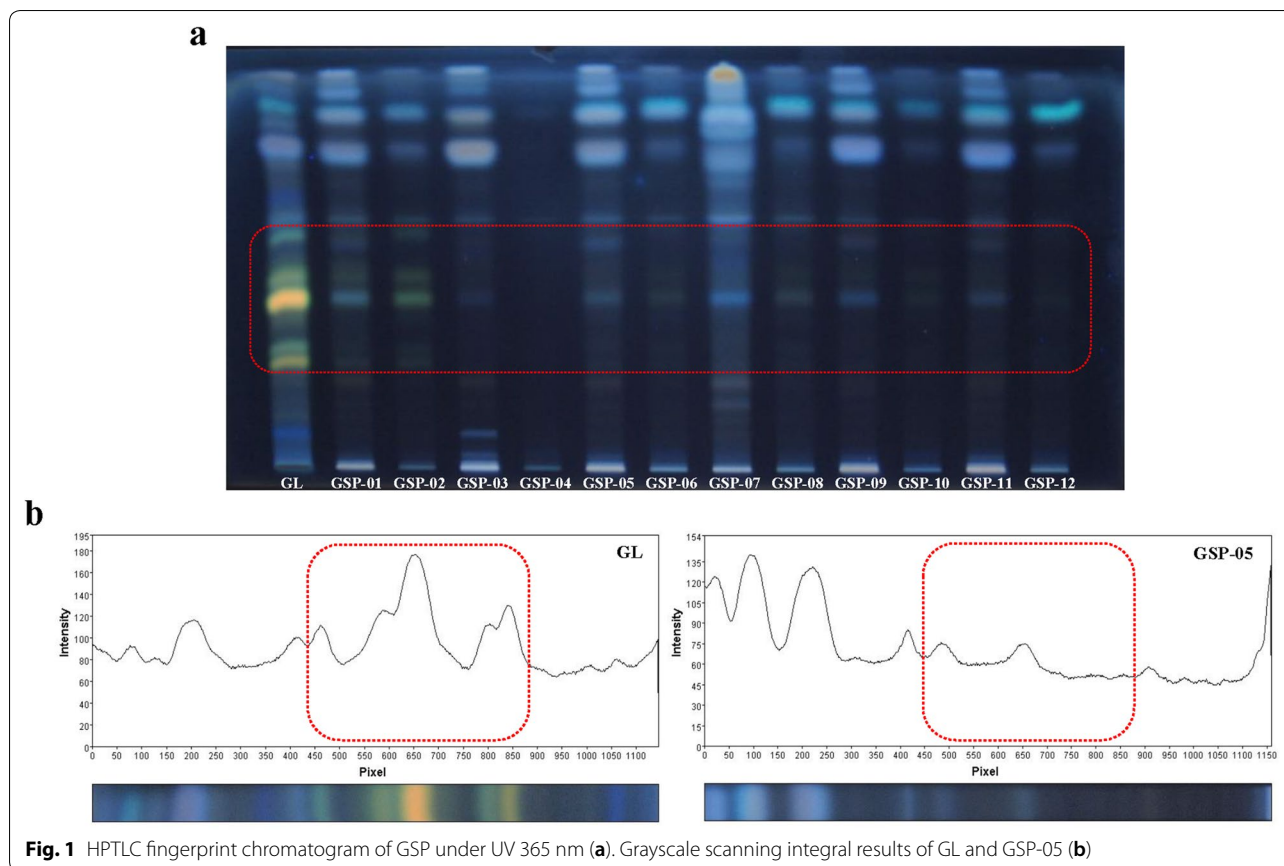 a
GL GSP-01 GSP-02 GSP-03 GSP-04 GSP-05 GSP-06 GSP-07 GSP-08 GSP-09 GSP-10 GSP-11 GSP-12
b
195
180
160
140
120
100
80
60
40
20
0
Intensity
GL
0 50 100 150 200 250 300 350 400 450 500 550 600 650 700 750 800 850 900 950 1000 1050 1100
Pixel
154
135
120
105
90
75
60
45
30
15
0
Intensity
GSP-05
0 50 100 150 200 250 300 350 400 450 500 550 600 650 700 750 800 850 900 950 1000 1050 1150
Pixel
Fig. 1 HPTLC fingerprint chromatogram of GSP under UV 365 nm (a). Grayscale scanning integral results of GL and GSP-05 (b)